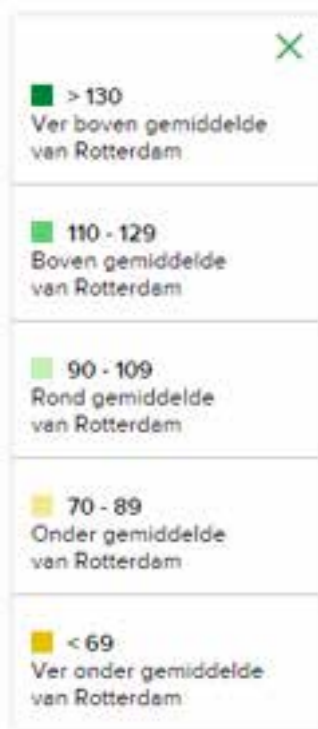 > 130
Ver boven gemiddelde
van Rotterdam
110 - 129
Boven gemiddelde
van Rotterdam
90 - 109
Rond gemiddelde
van Rotterdam
70 - 89
Onder gemiddelde
van Rotterdam
< 69
Ver onder gemiddelde
van Rotterdam